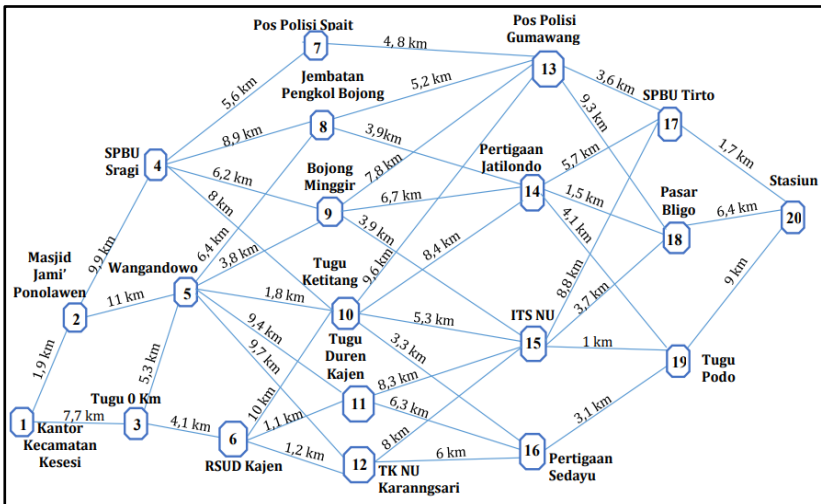 Pos Polisi Spait
7
4, 8 km
Pos Polisi
Gumawang
13
5,6 km
Jembatan
Pengkol Bojong
8
5,2 km
3,6 km
SPBU Tirto
17
9,3 km
8,9 km
SPBU
Sragi
4
3,9km
Pertigaan
Jatilondo
14
5,7 km
1,7 km
6,2 km
Bojong
Minggir
9
7,8 km
6,7 km
1,5 km
Pasar
Bligo
18
6,4 km
Stasiun
20
8 km
9,9 km
6,4 km
3,8 km
3,9 km
8,4 km
4,1 km
Masjid
Jami’
Ponolawen
2
Wangandowo
5
11 km
Tugu
Ketitang
10
9,6 km
8,8 km
3,7 km
9 km
1,8 km
5,3 km
ITS NU
15
1 km
19
Tugu
Podo
1,9 km
5,3 km
9,4 km
9,7 km
Tugu
Duren
Kajen
11
3,3 km
8,3 km
6,3 km
1
7,7 km
Tugu 0 Km
3
4,1 km
6
10 km
1,1 km
1,2 km
8 km
3,1 km
Kantor
Kecamatan
Kesesi
RSUD Kajen
12
TK NU
Karanngsari
6 km
16
Pertigaan
Sedayu